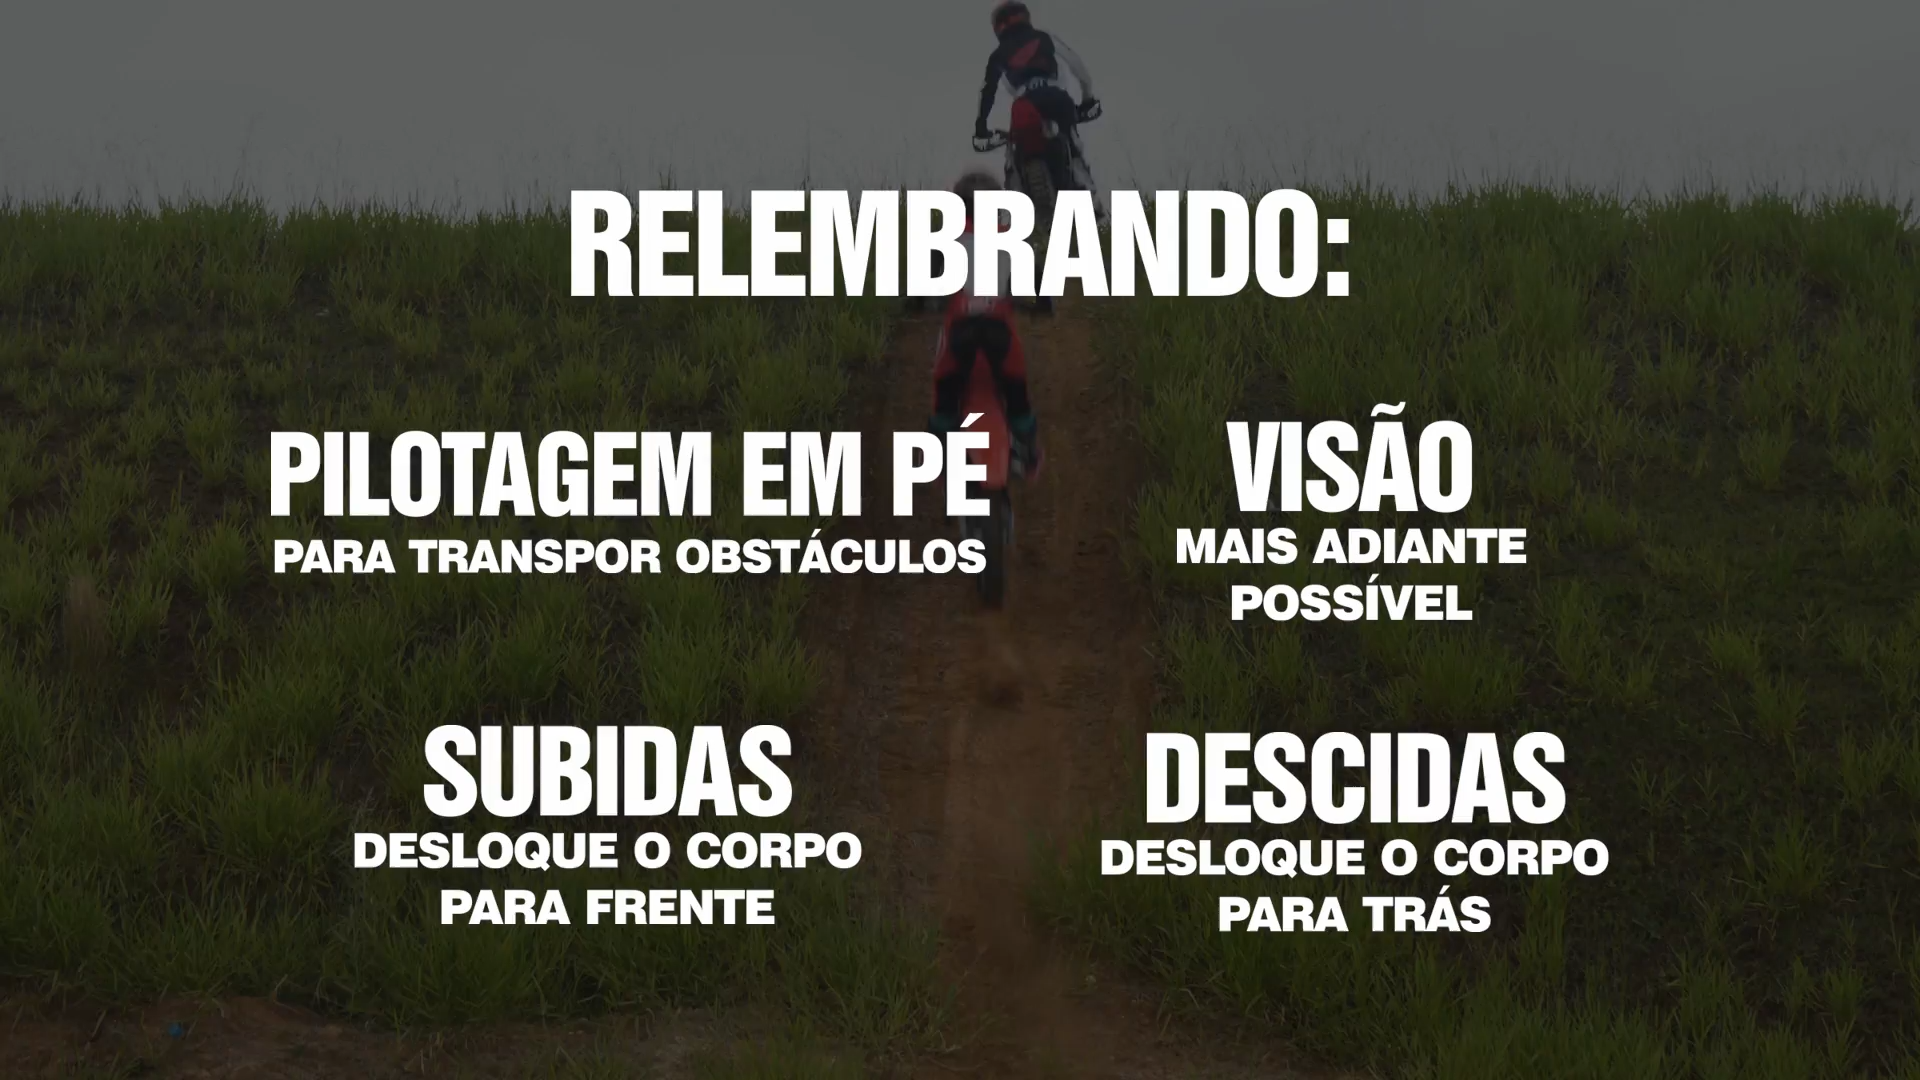 RELEMBRANDO:
PILOTAGEM EM PÉ
PARA TRANSPOR OBSTÁCULOS
VISÃO
MAIS ADIANTE
POSSÍVEL
SUBIDAS
DESLOQUE O CORPO
PARA FRENTE
DESCIDAS
DESLOQUE O CORPO
PARA TRÁS